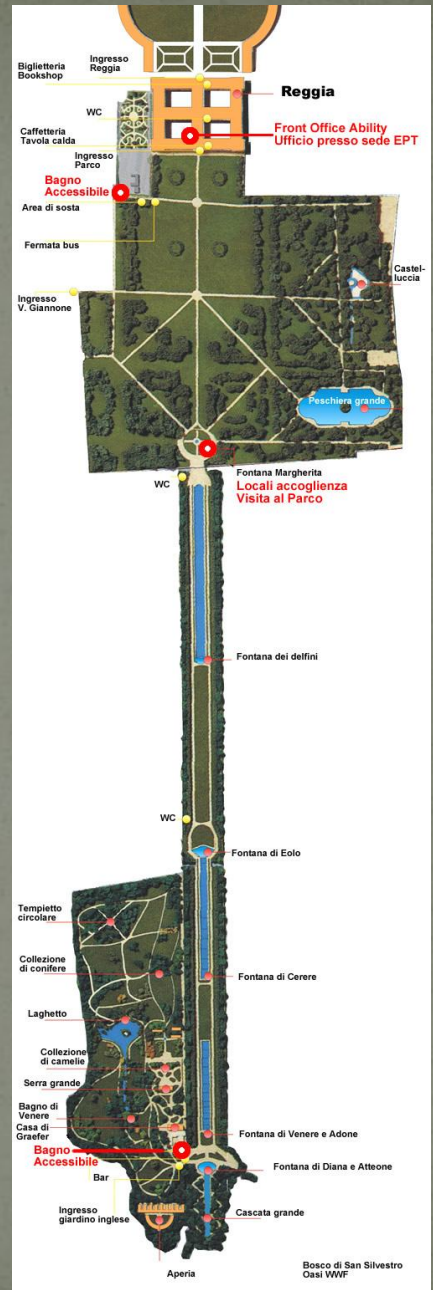 Biglietteria
Bookshop
Ingresso
Reggia
Reggia
WC
Front Office Ability
Ufficio presso sede EPT
Caffetteria
Tavola calda
Ingresso
Parco
Bagno
Accessibile
Area di sosta
Fermata bus
Castel-
luccia
Ingresso
V. Giannone
Peschiera grande
Fontana Margherita
WC
Locali accoglienza
Visita al Parco
Fontana dei delfini
WC
Fontana di Eolo
Tempietto
circolare
Collezione
di conifere
Fontana di Cerere
Laghetto
Collezione
di camelie
Serra grande
Bagno di
Venere
Casa di
Graefer
Fontana di Venere e Adone
Bagno
Accessibile
Bar
Fontana di Diana e Atteone
Ingresso
giardino inglese
Cascata grande
Aperia
Bosco di San Silvestro
Oasi WWF